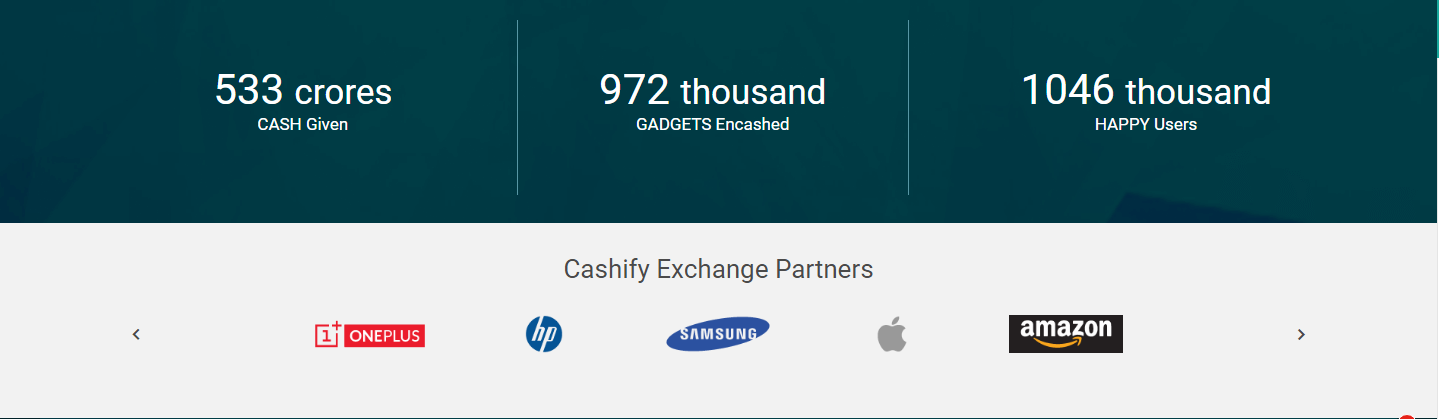 533 crores
CASH Given
972 thousand
GADGETS Encashed
1046 thousand
HAPPY Users
Cashify Exchange Partners
1+ ONEPLUS
hp
SAMSUNG
amazon